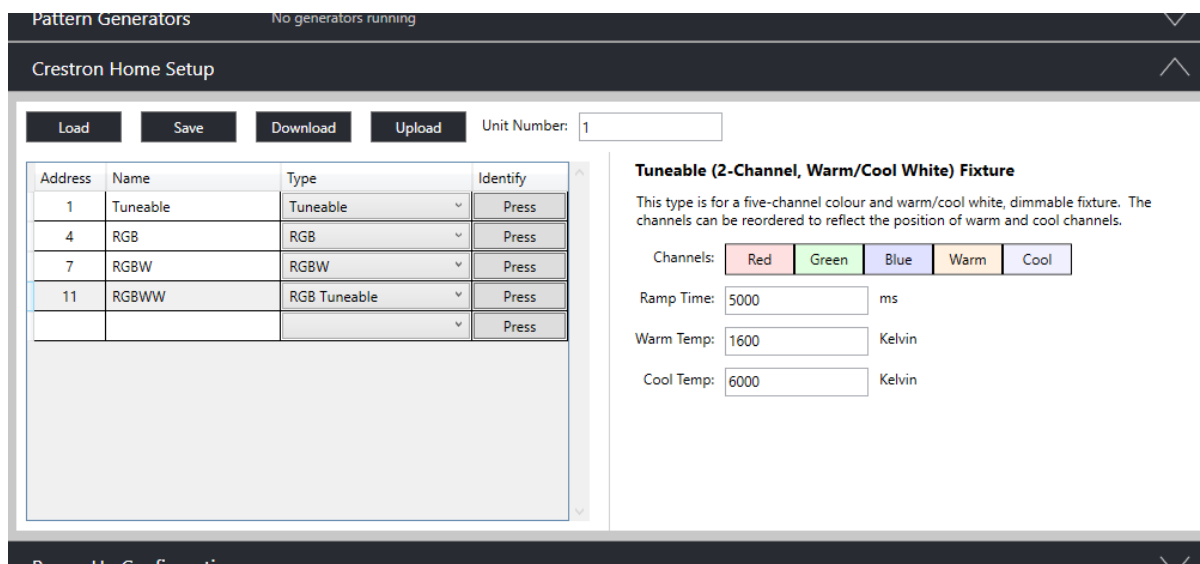 Pattern Generators No generators running
Crestron Home Setup
Load Save Download Upload Unit Number: 1
Address Name Type Identify
1 Tuneable Tuneable Press
4 RGB RGB Press
7 RGBW RGBW Press
11 RGBWW RGB Tuneable Press
Press
Tuneable (2-Channel, Warm/Cool White) Fixture
This type is for a five-channel colour and warm/cool white, dimmable fixture. The
channels can be reordered to reflect the position of warm and cool channels.
Channels: Red Green Blue Warm Cool
Ramp Time: 5000 ms
Warm Temp: 1600 Kelvin
Cool Temp: 6000 Kelvin